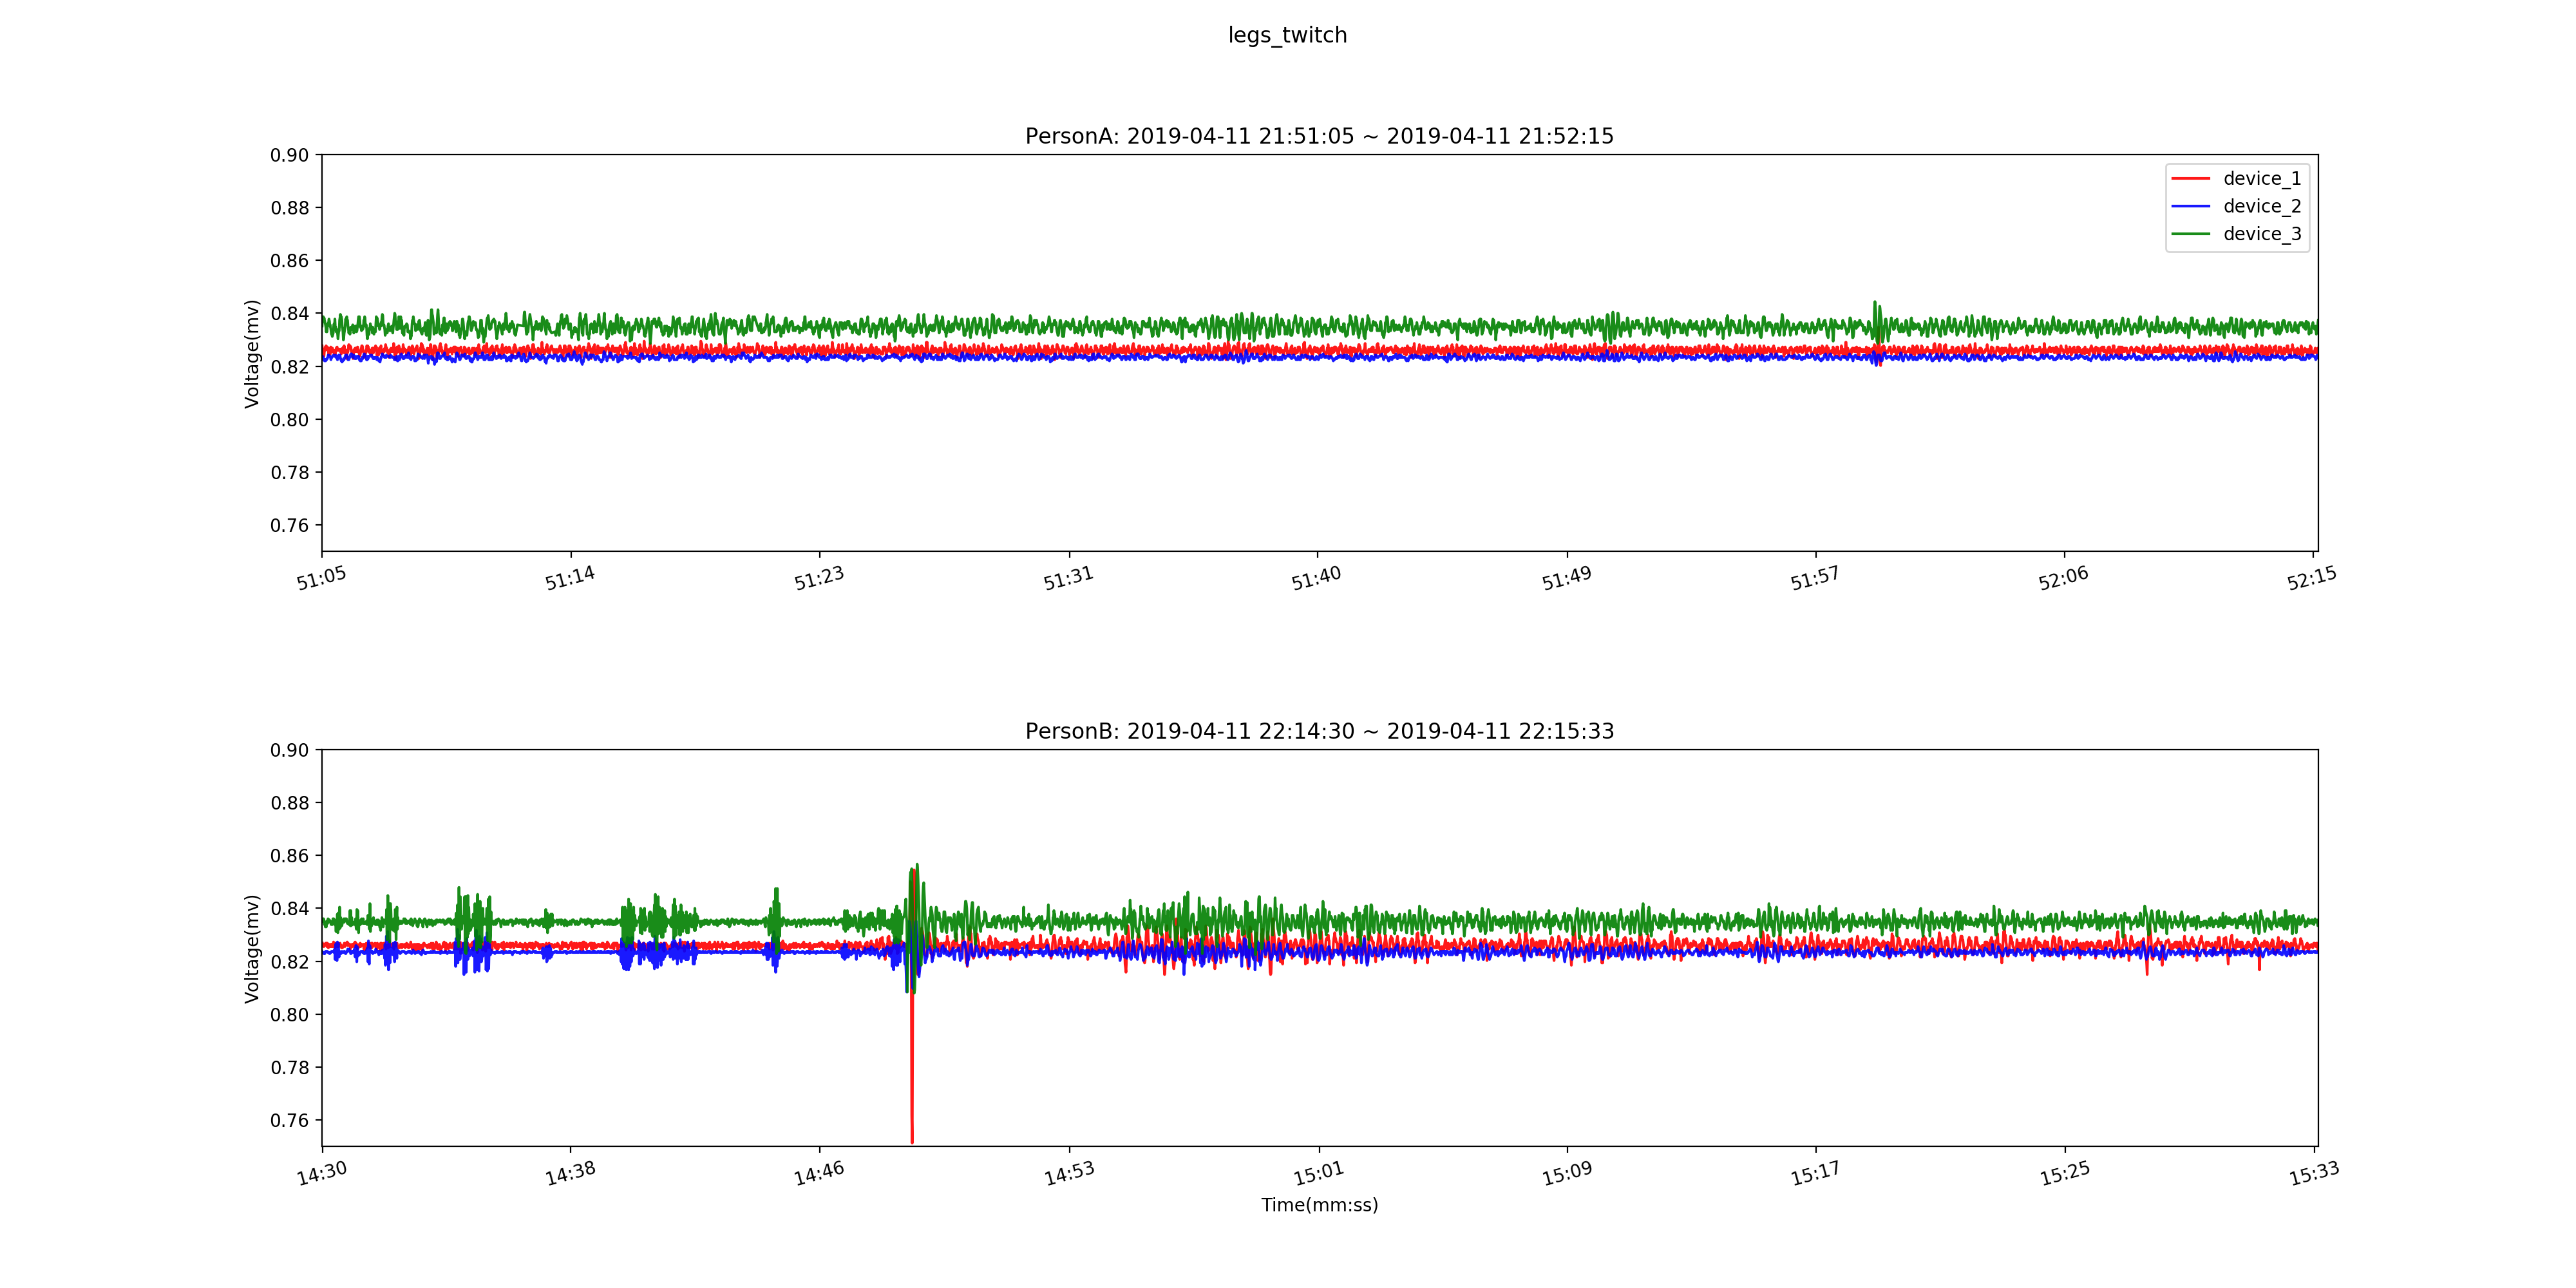 legs_twitch
PersonA: 2019-04-11 21:51:05 ~ 2019-04-11 21:52:15
0.90
0.88
0.86
0.84
0.82
0.80
0.78
0.76
Voltage(mv)
device_1
device_2
device_3
51:05 51:14 51:23 51:31 51:40 51:49 51:57 52:06 52:15
PersonB: 2019-04-11 22:14:30 ~ 2019-04-11 22:15:33
0.90
0.88
0.86
0.84
0.82
0.80
0.78
0.76
Voltage(mv)
14:30 14:38 14:46 14:53 15:01 15:09 15:17 15:25 15:33
Time(mm:ss)